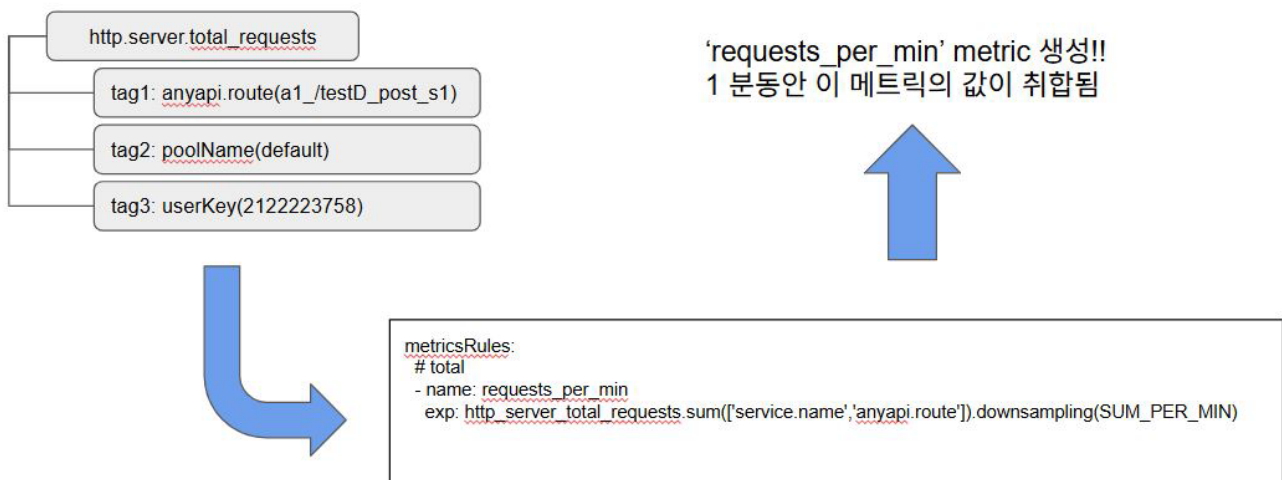 http.server.total_requests
tag1: anyapi.route(a1_/testD_post_s1)
tag2: poolName(default)
tag3: userKey(2122223758)
‘requests_per_min’ metric 생성!!
1 분동안 이 메트릭의 값이 취합됨
metricsRules:
# total
- name: requests_per_min
exp: http_server_total_requests.sum(['service.name','anyapi.route']).downsampling(SUM_PER_MIN)